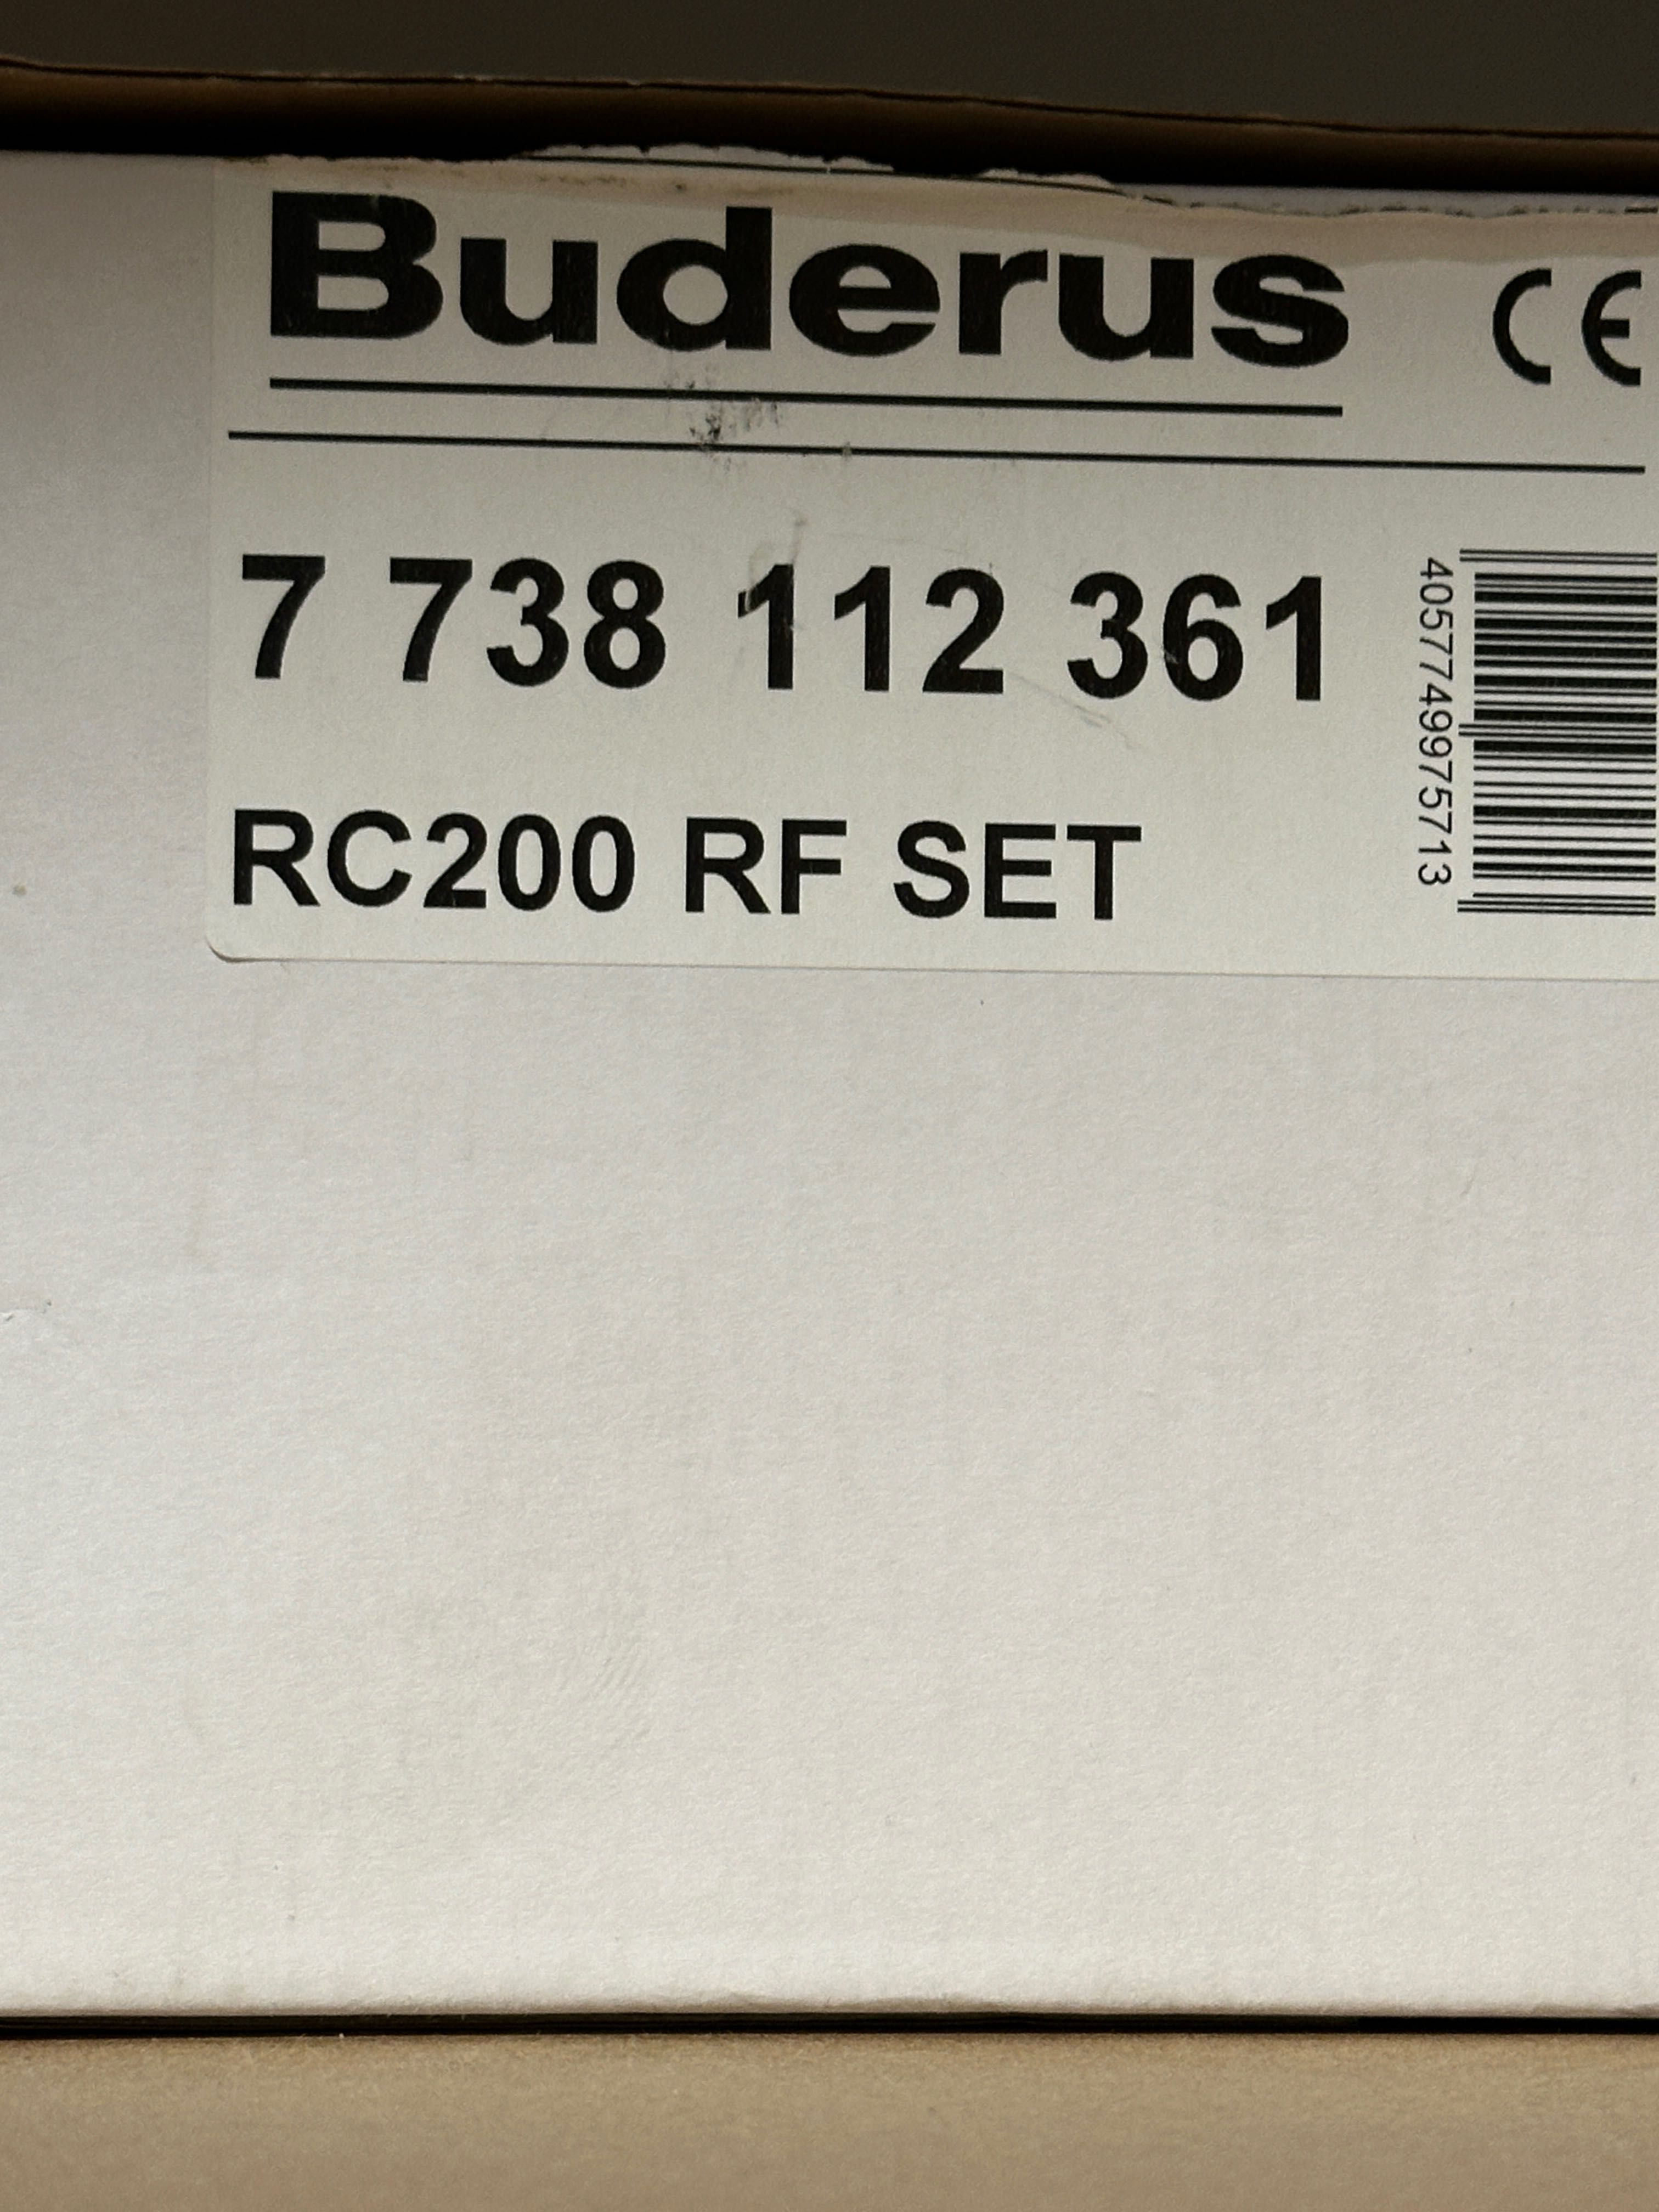 Buderus CE
7 738 112 361
4057749975713
RC200 RF SET